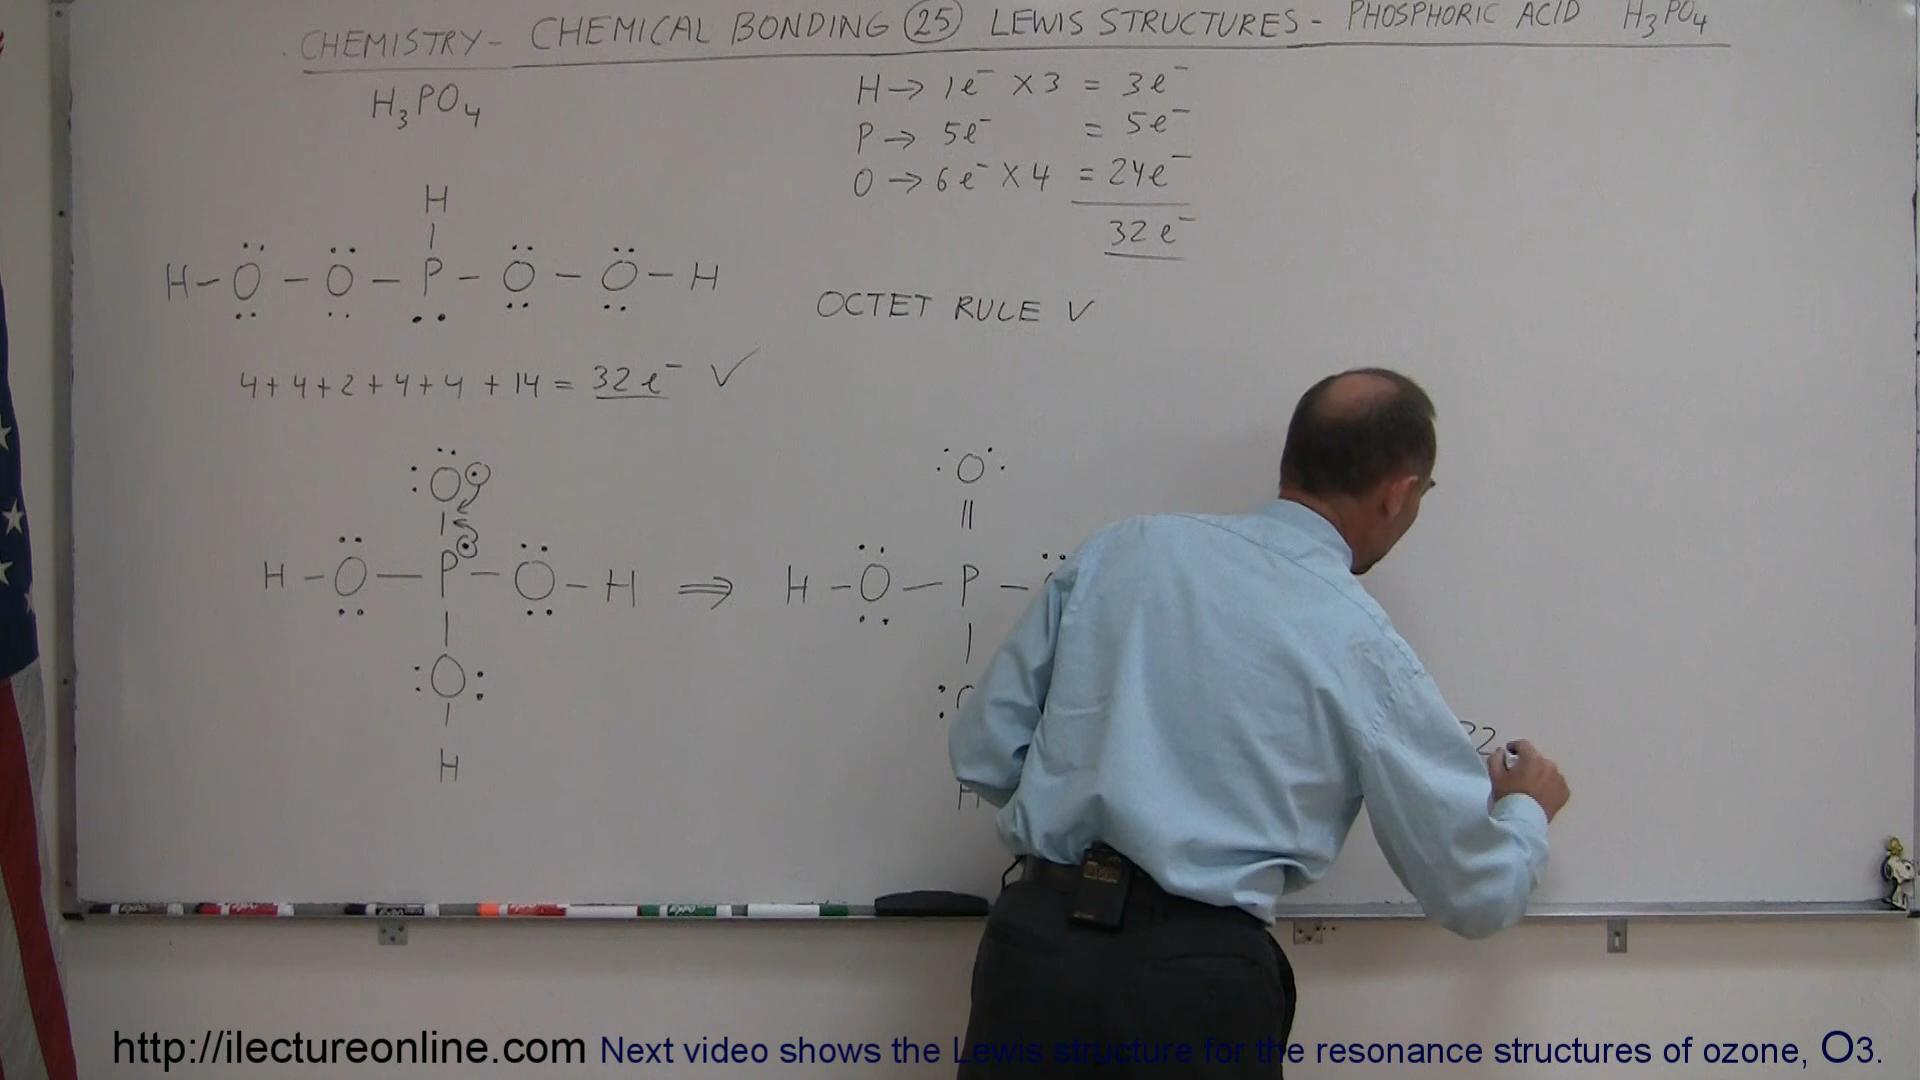 CHEMISTRY - CHEMICAL BONDING 25 LEWIS STRUCTURES - PHOSPHORIC ACID H3PO4
H3PO4
H → 1e⁻ × 3 = 3e⁻
P → 5e⁻ = 5e⁻
O → 6e⁻ × 4 = 24e⁻
32e⁻
H
|
H - O - O - P - O - O - H
OCTET RULE V
4 + 4 + 2 + 4 + 4 + 14 = 32e⁻ ✓
O
|
H - O - P - O - H ⇒
|
O
|
H
O
||
H - O - P -
|
H
http://ilectureonline.com Next video shows the Lewis structure for the resonance structures of ozone, O3.